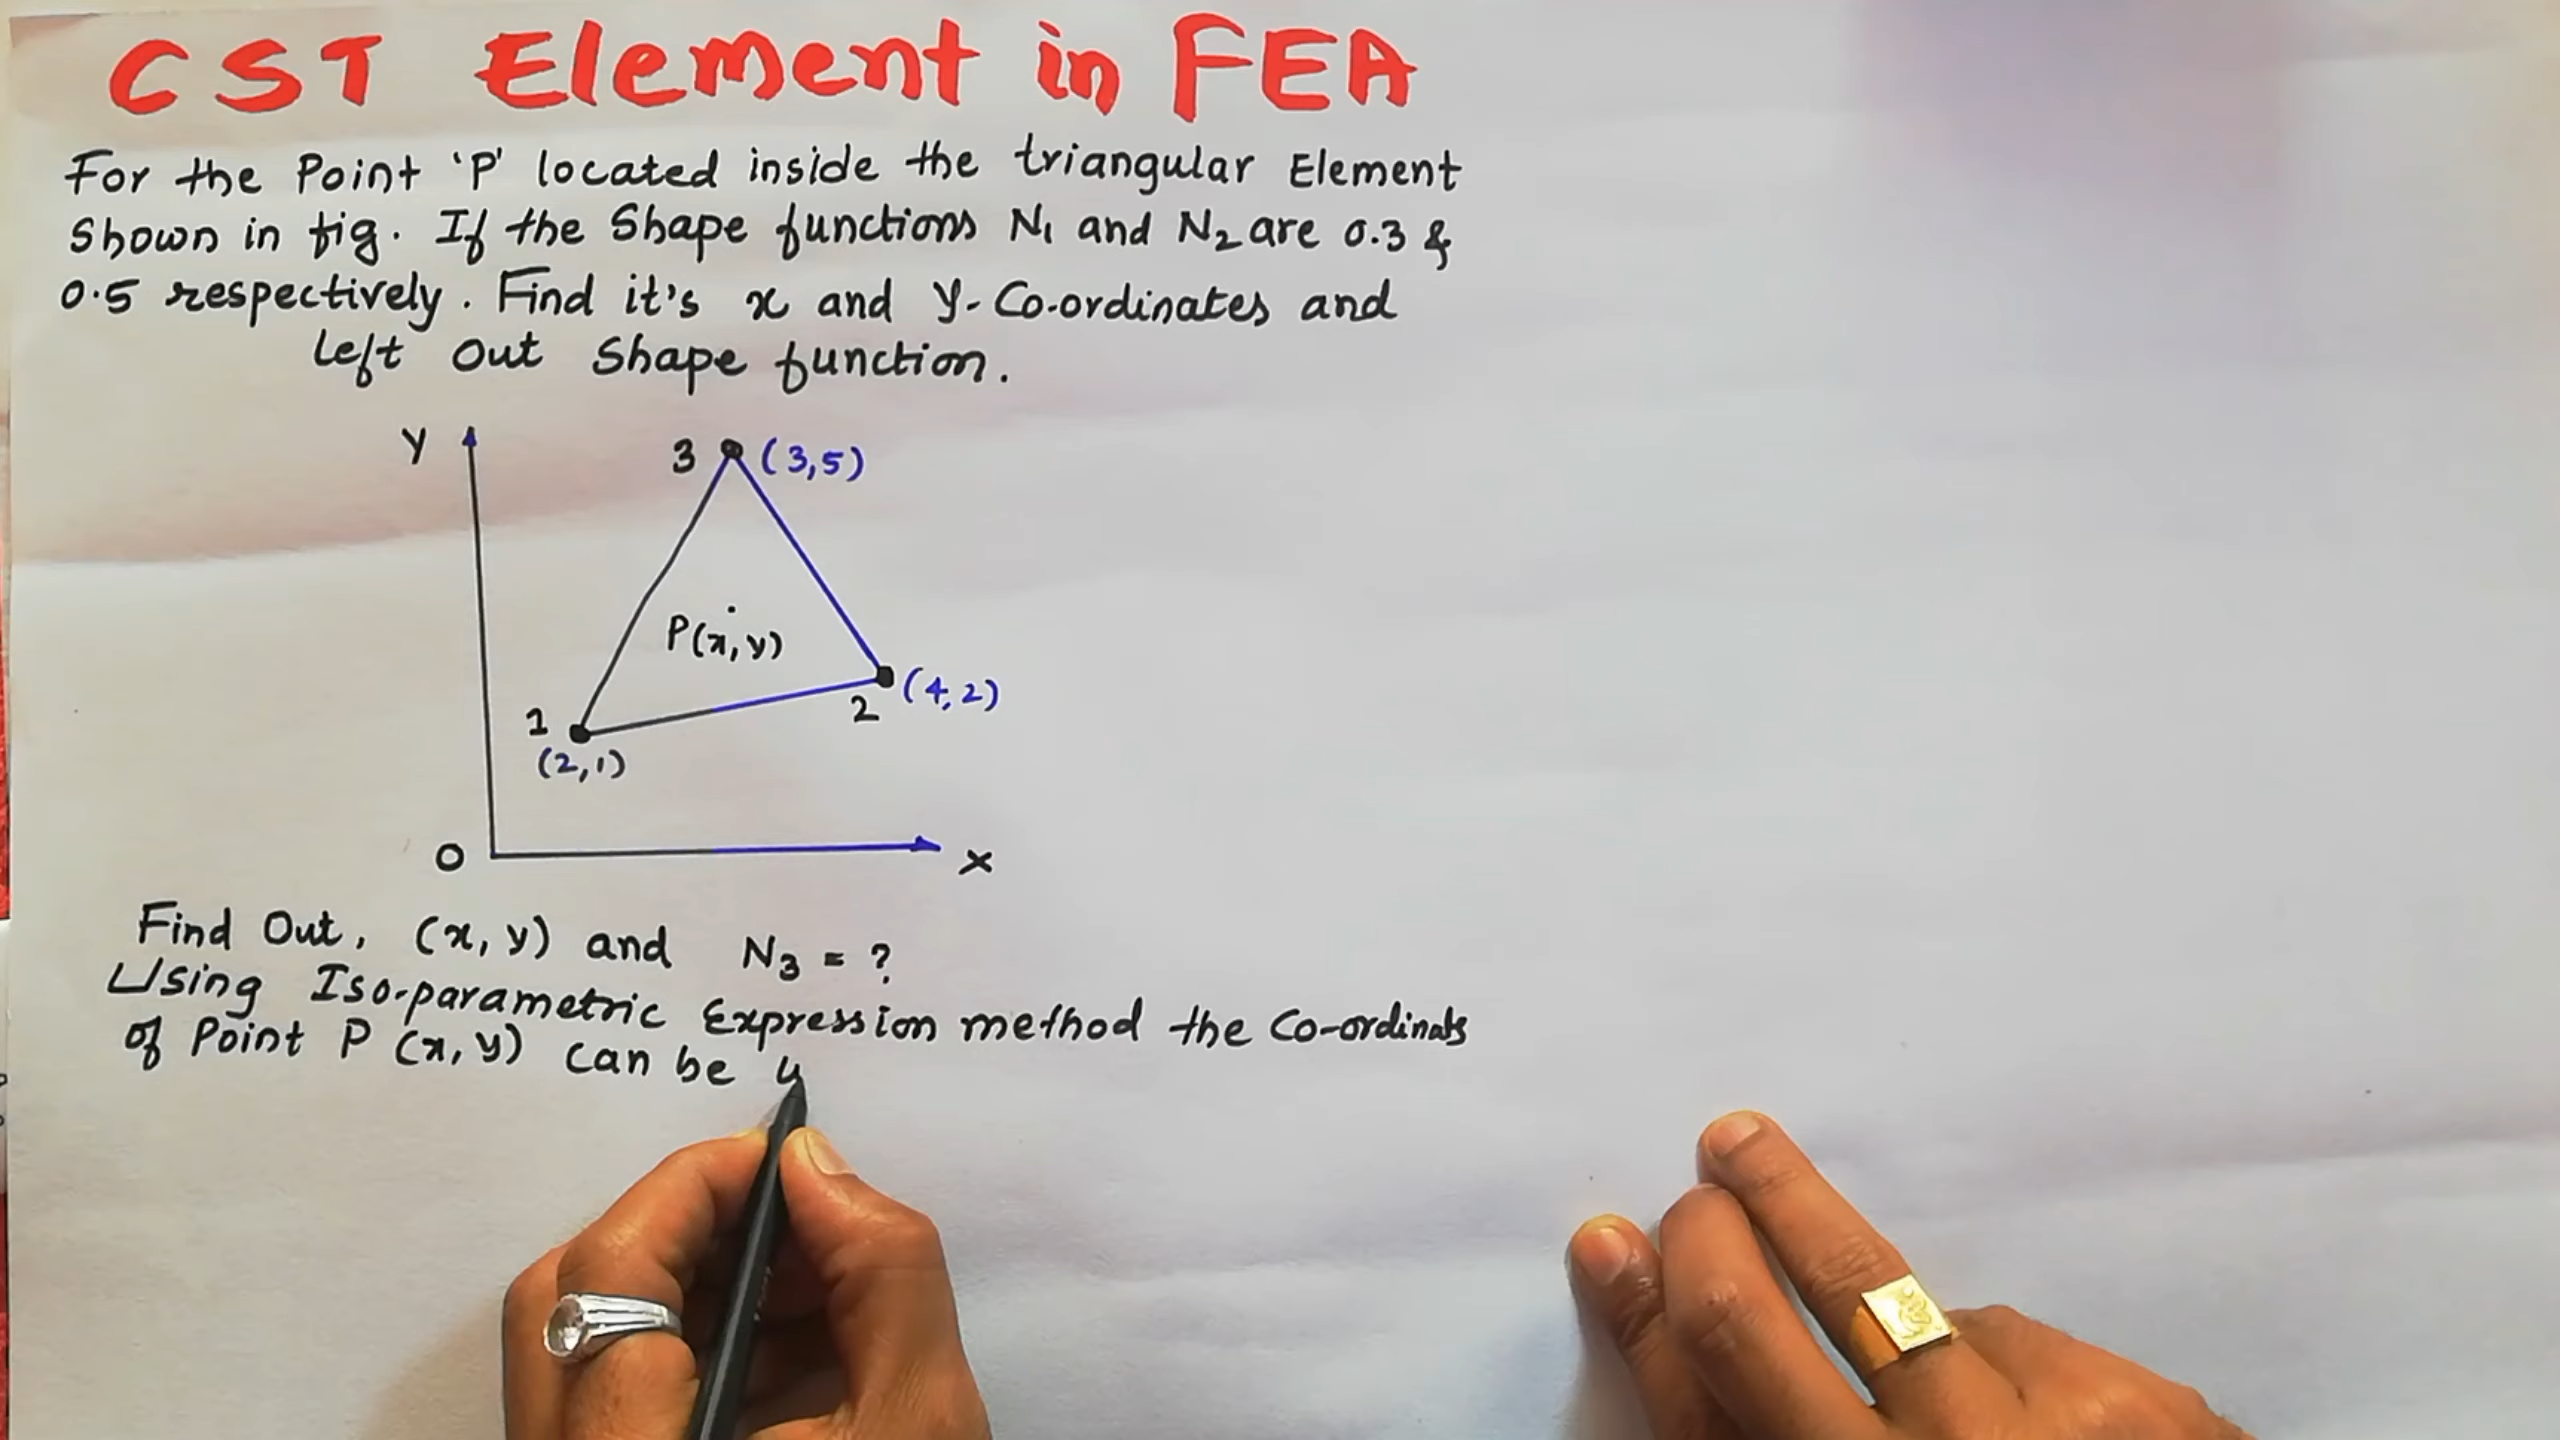 CST Element in FEA
For the Point 'P' located inside the triangular Element
Shown in fig. If the Shape functions N₁ and N₂ are 0.3 &
0.5 respectively. Find it's x and y-Co-ordinates and
Left Out Shape function.
Y
3 (3,5)
P(x,y)
2 (4,2)
1
(2,1)
O
X
Find Out, (x, y) and N₃ = ?
Using Iso-parametric Expression method the Co-ordinats
of Point P (x, y) can be